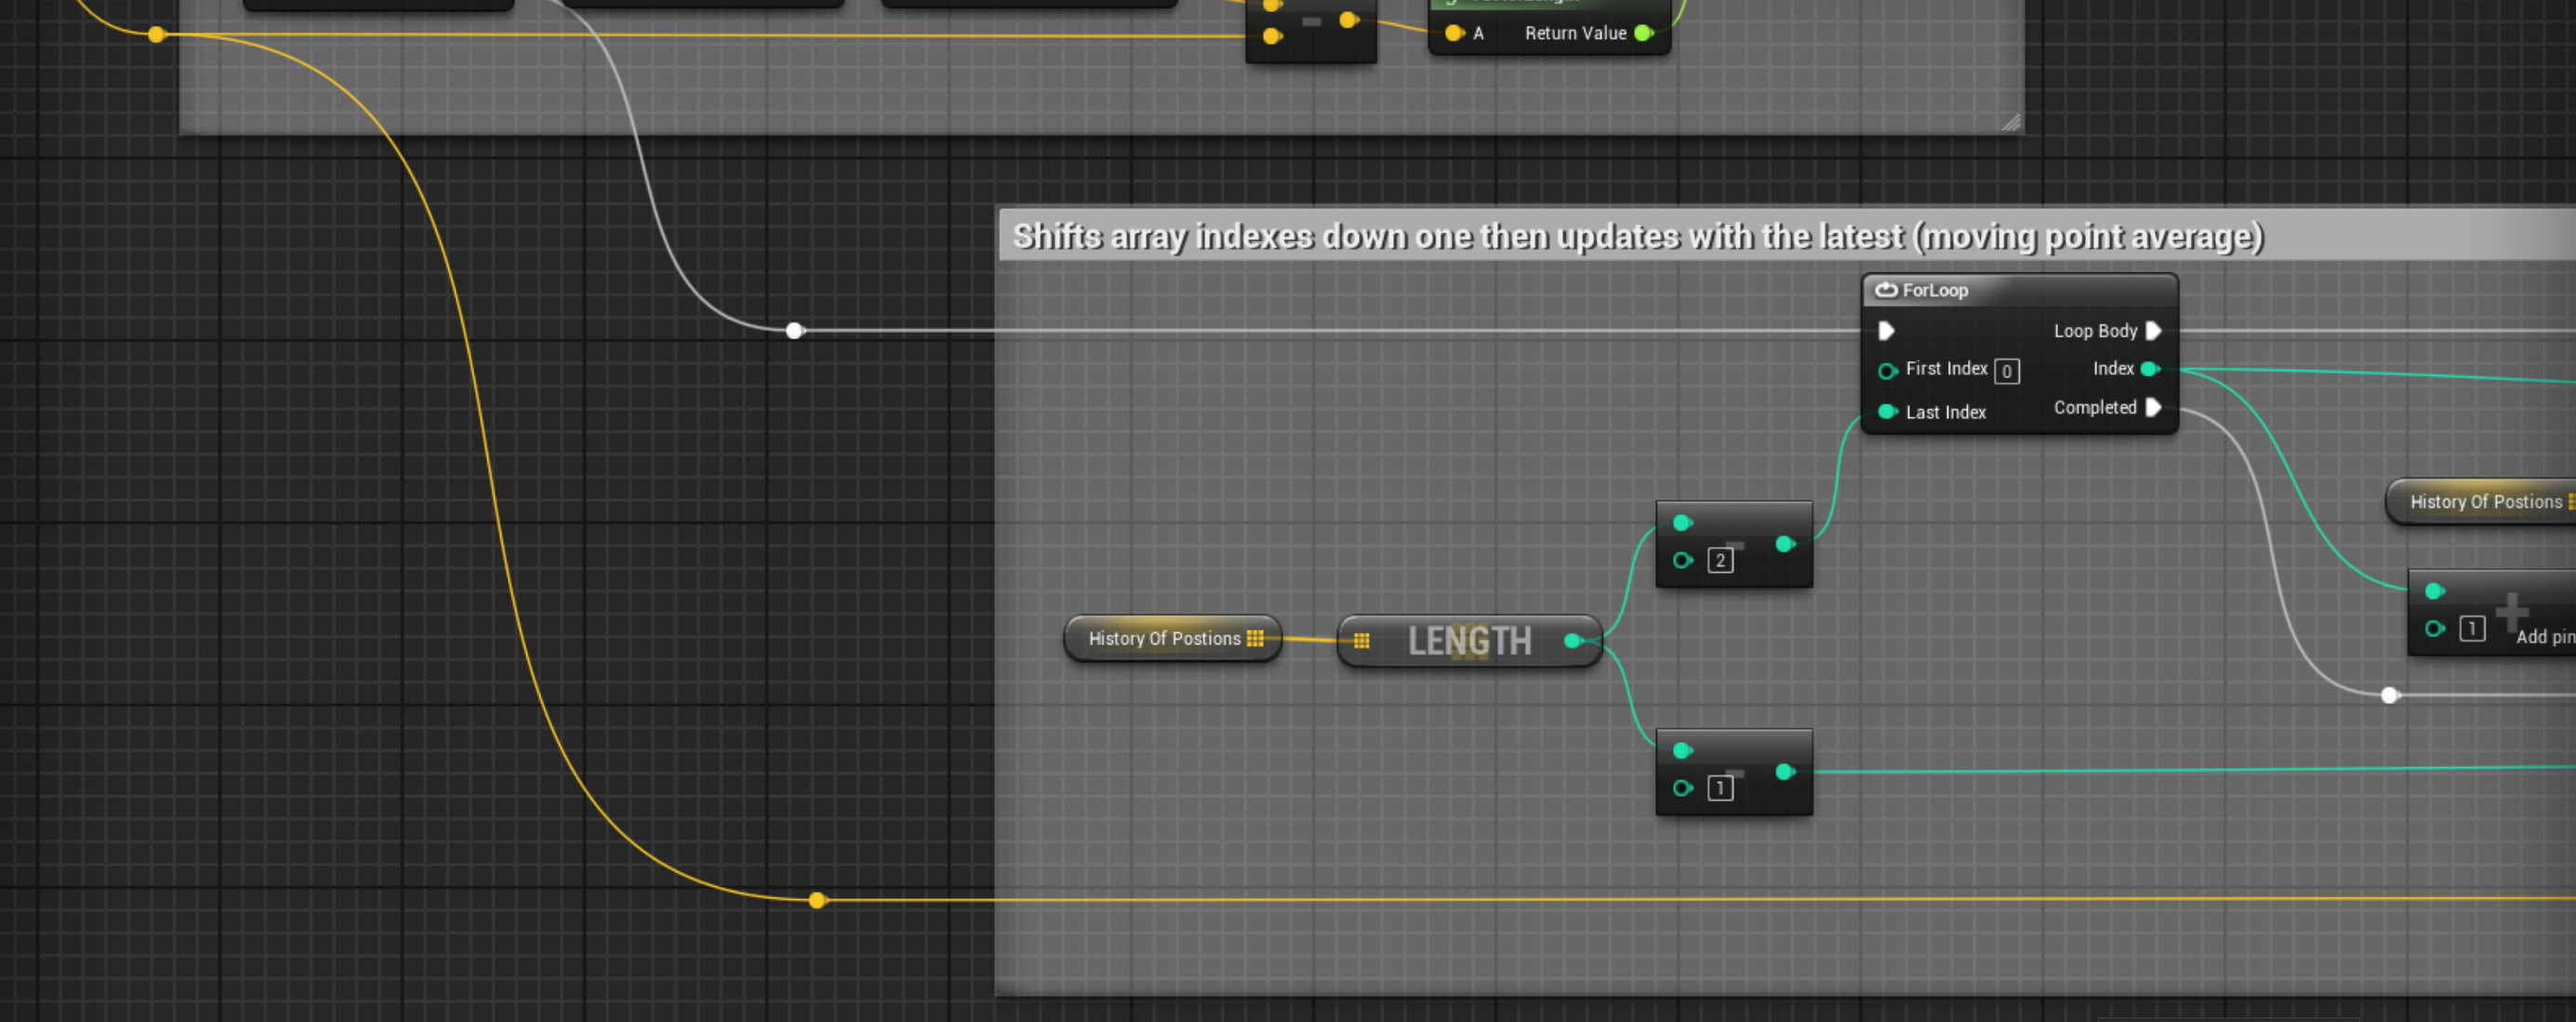 A Return Value
Shifts array indexes down one then updates with the latest (moving point average)
ForLoop
Loop Body
First Index 0 Index
Last Index Completed
History Of Postions
2
History Of Postions LENGTH
1
Add pin
1